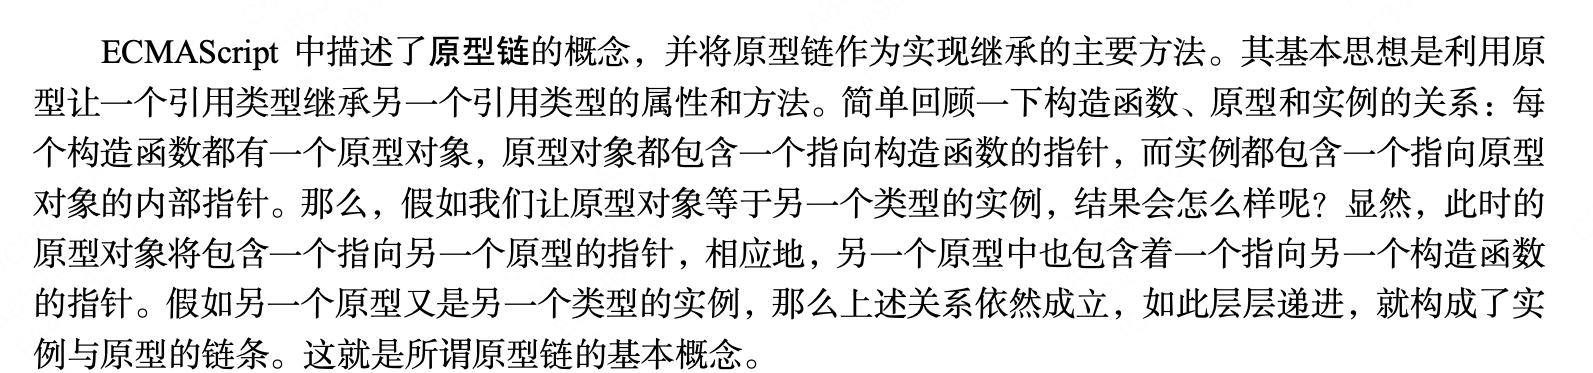 ECMAScript 中描述了原型链的概念，并将原型链作为实现继承的主要方法。其基本思想是利用原
型让一个引用类型继承另一个引用类型的属性和方法。简单回顾一下构造函数、原型和实例的关系：每
个构造函数都有一个原型对象，原型对象都包含一个指向构造函数的指针，而实例都包含一个指向原型
对象的内部指针。那么，假如我们让原型对象等于另一个类型的实例，结果会怎么样呢？显然，此时的
原型对象将包含一个指向另一个原型的指针，相应地，另一个原型中也包含着一个指向另一个构造函数
的指针。假如另一个原型又是另一个类型的实例，那么上述关系依然成立，如此层层递进，就构成了实
例与原型的链条。这就是所谓原型链的基本概念。